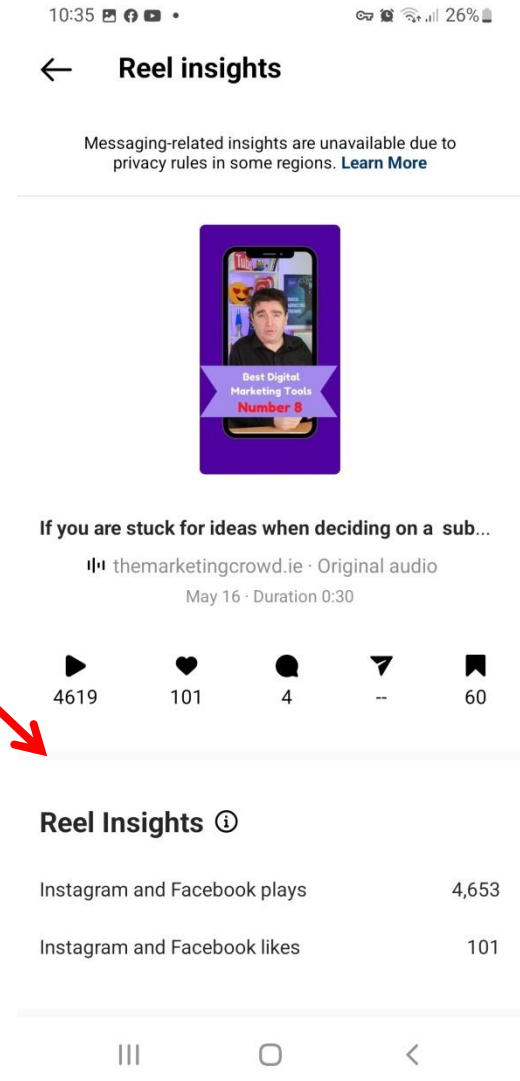 10:35 26%
Reel insights
Messaging-related insights are unavailable due to
privacy rules in some regions. Learn More
Tube
Best Digital
Marketing Tools
Number 8
If you are stuck for ideas when deciding on a sub...
themarketingcrowd.ie · Original audio
May 16 · Duration 0:30
4619 101 4 -- 60
Reel Insights
Instagram and Facebook plays 4,653
Instagram and Facebook likes 101